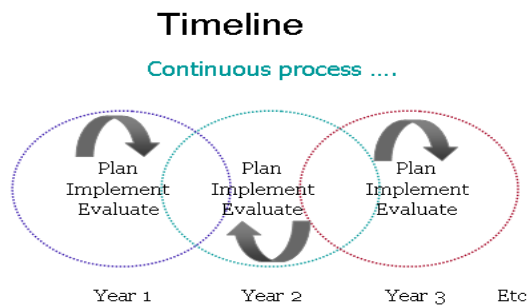 Timeline
Continuous process ....
Plan Plan Plan
Implement Implement Implement
Evaluate Evaluate Evaluate
Year 1 Year 2 Year 3 Etc